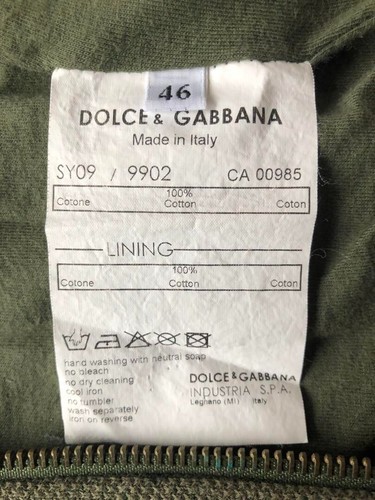 46
DOLCE & GABBANA
Made in Italy
SY09 / 9902 CA 00985
100%
Cotone Cotton Coton
LINING
100%
Cotone Cotton Coton
hand washing with neutral soap
no bleach
no dry cleaning
cool iron
no tumbler
wash separately
iron on reverse
DOLCE & GABBANA
INDUSTRIA S.P.A.
Legnano (MI) Italy